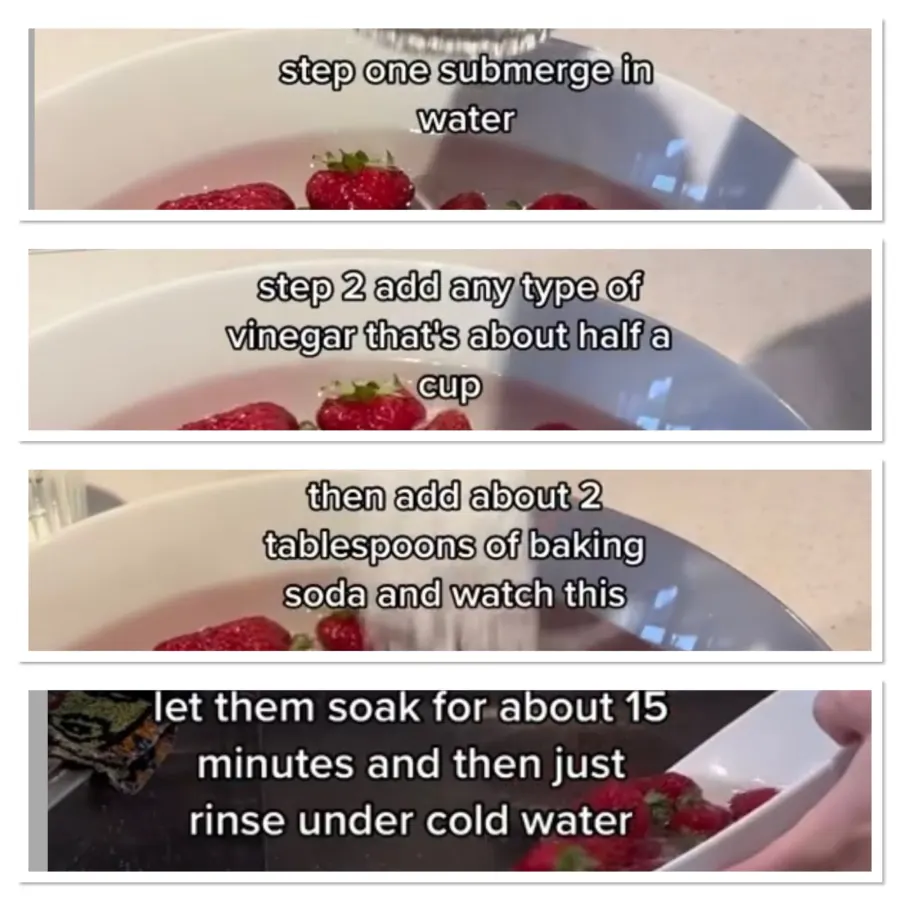 step one submerge in
water
step 2 add any type of
vinegar that's about half a
cup
then add about 2
tablespoons of baking
soda and watch this
let them soak for about 15
minutes and then just
rinse under cold water